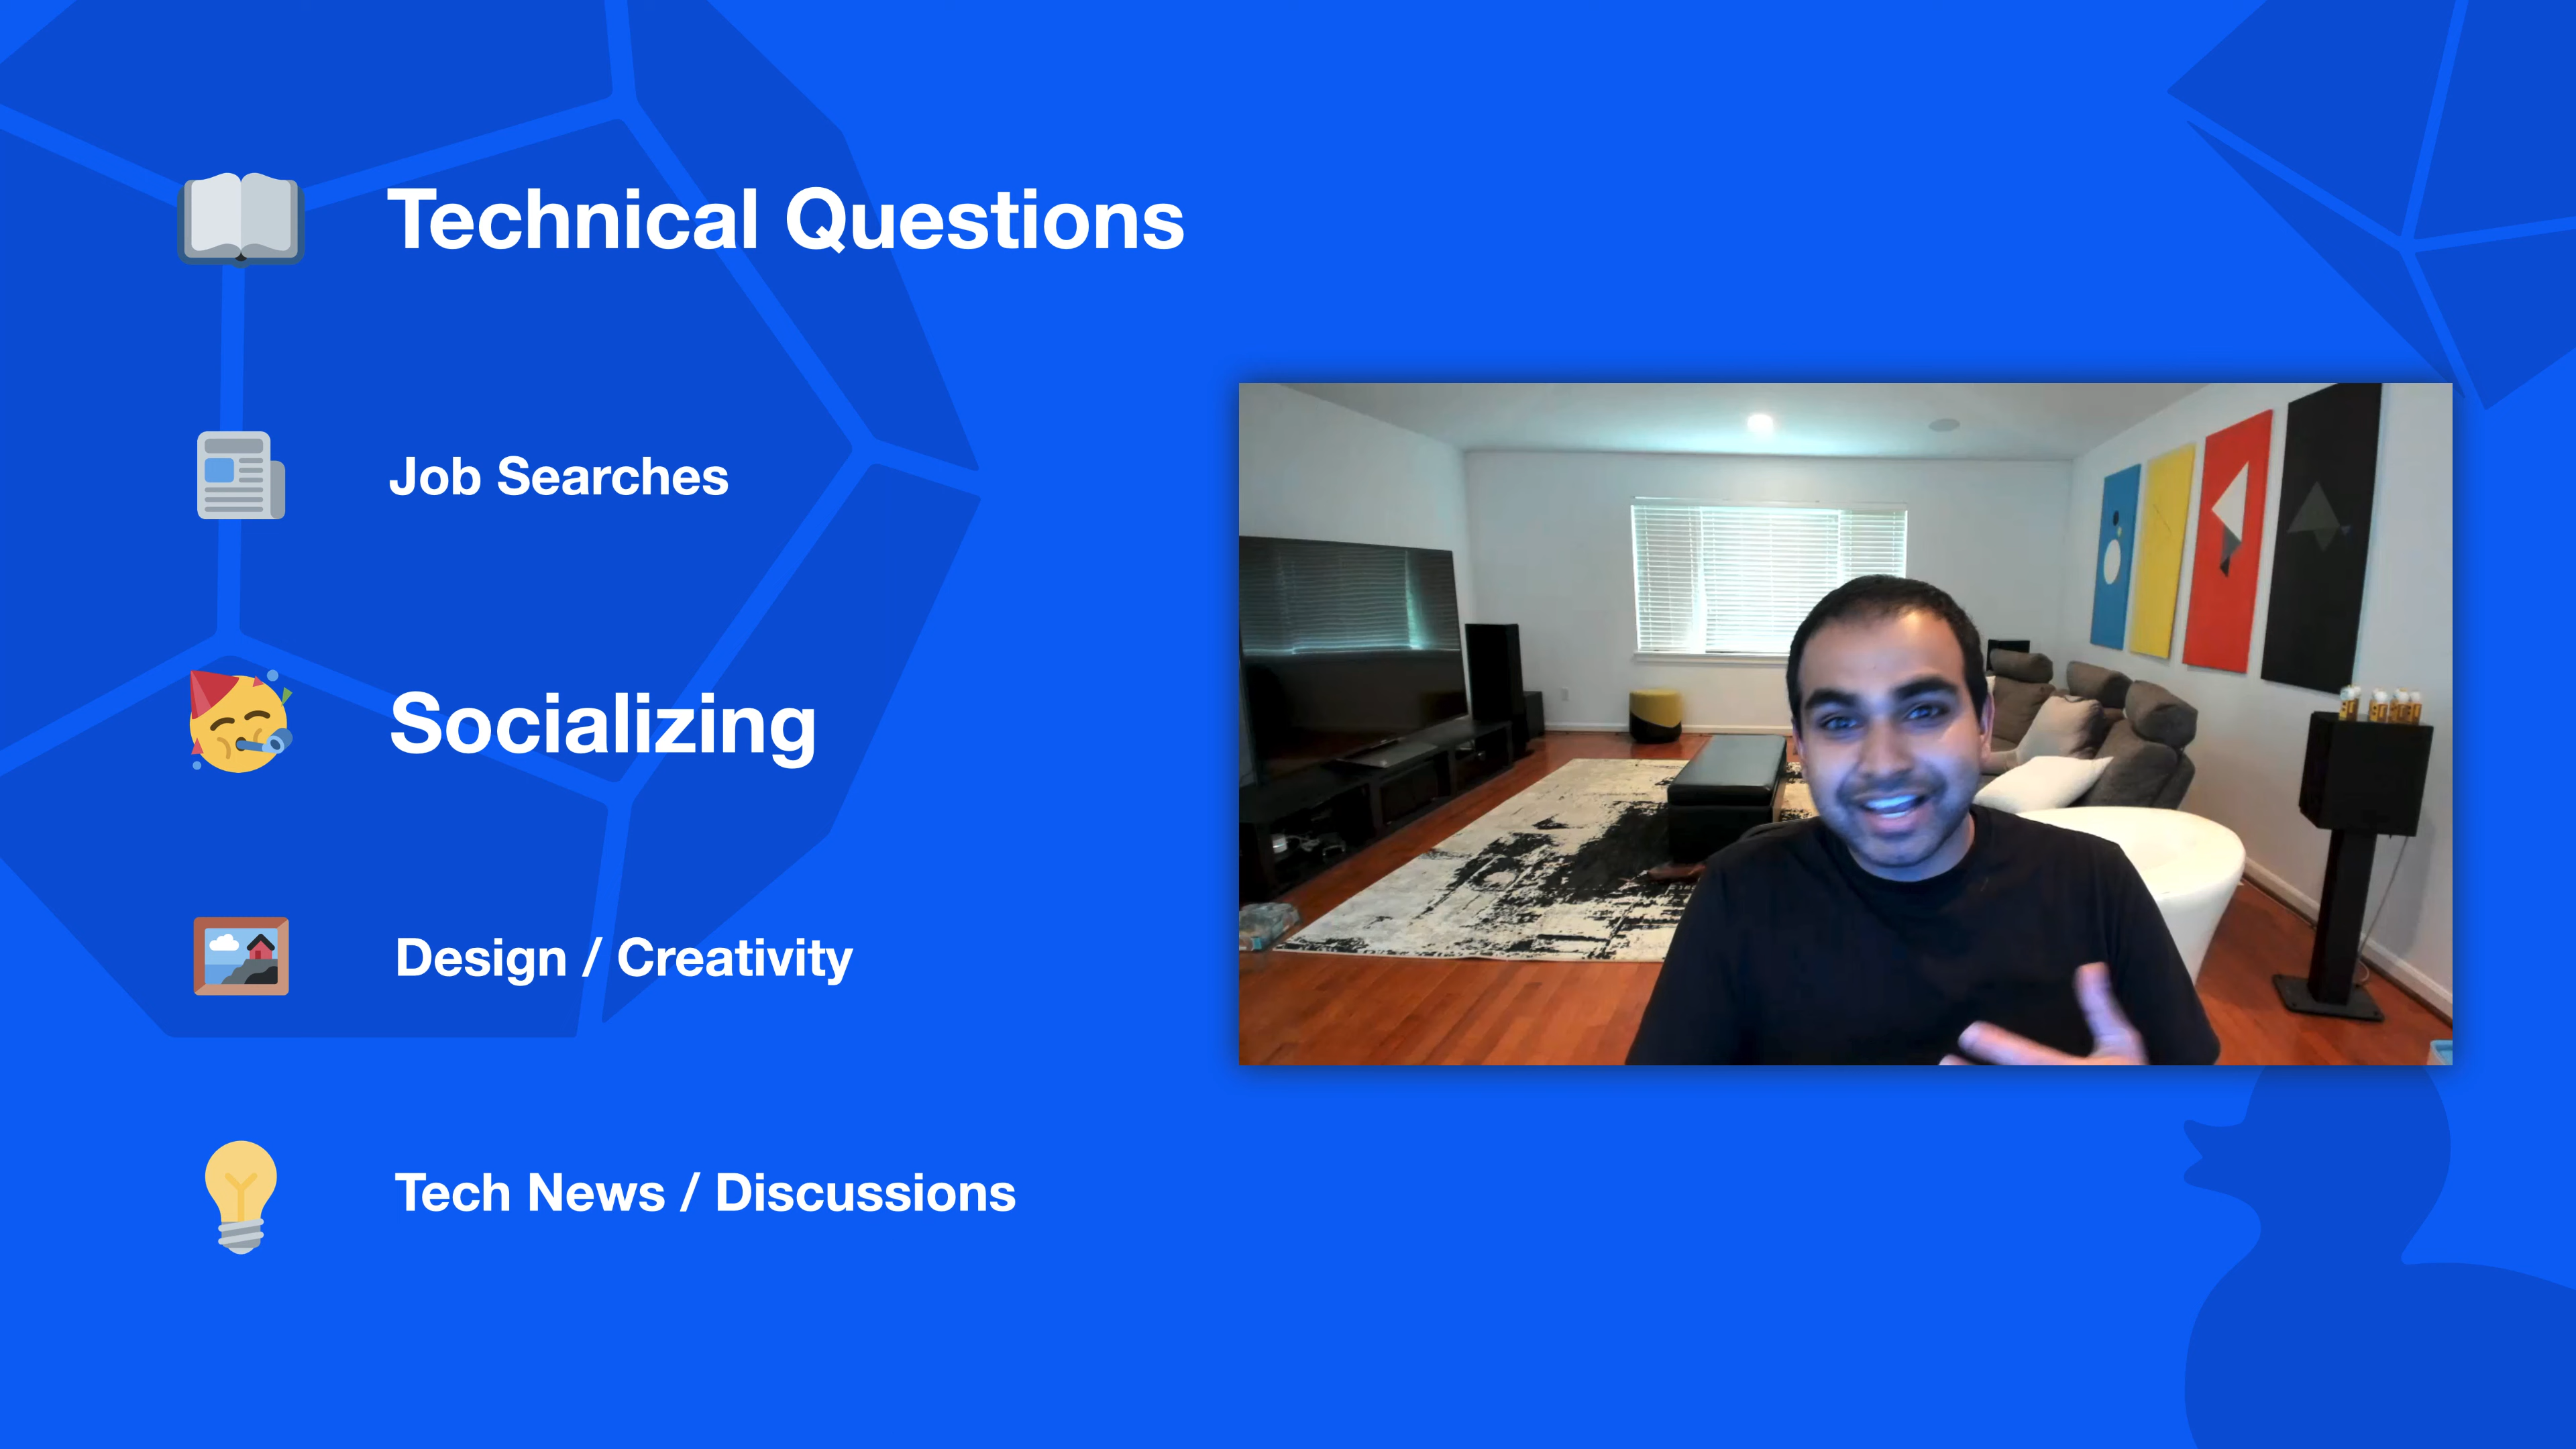 Technical Questions
Job Searches
Socializing
Design / Creativity
Tech News / Discussions